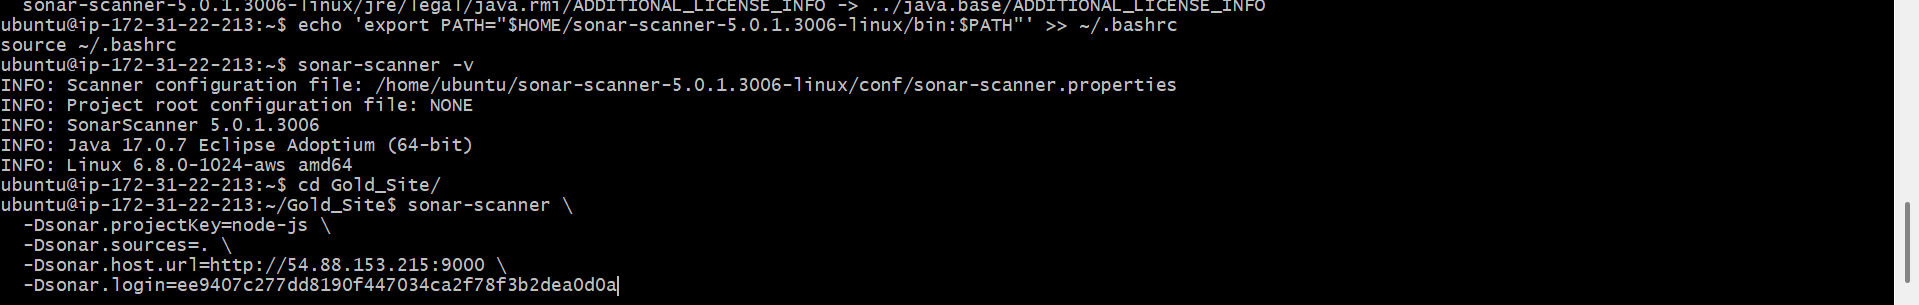 sonar-scanner-5.0.1.3006-linux/jre/legal/java.rmi/ADDITIONAL_LICENSE_INFO -> ../java.base/ADDITIONAL_LICENSE_INFO
ubuntu@ip-172-31-22-213:~$ echo 'export PATH="$HOME/sonar-scanner-5.0.1.3006-linux/bin:$PATH"' >> ~/.bashrc
source ~/.bashrc
ubuntu@ip-172-31-22-213:~$ sonar-scanner -v
INFO: Scanner configuration file: /home/ubuntu/sonar-scanner-5.0.1.3006-linux/conf/sonar-scanner.properties
INFO: Project root configuration file: NONE
INFO: SonarScanner 5.0.1.3006
INFO: Java 17.0.7 Eclipse Adoptium (64-bit)
INFO: Linux 6.8.0-1024-aws amd64
ubuntu@ip-172-31-22-213:~$ cd Gold_Site/
ubuntu@ip-172-31-22-213:~/Gold_Site$ sonar-scanner \
  -Dsonar.projectKey=node-js \
  -Dsonar.sources=. \
  -Dsonar.host.url=http://54.88.153.215:9000 \
  -Dsonar.login=ee9407c277dd8190f447034ca2f78f3b2dea0d0a